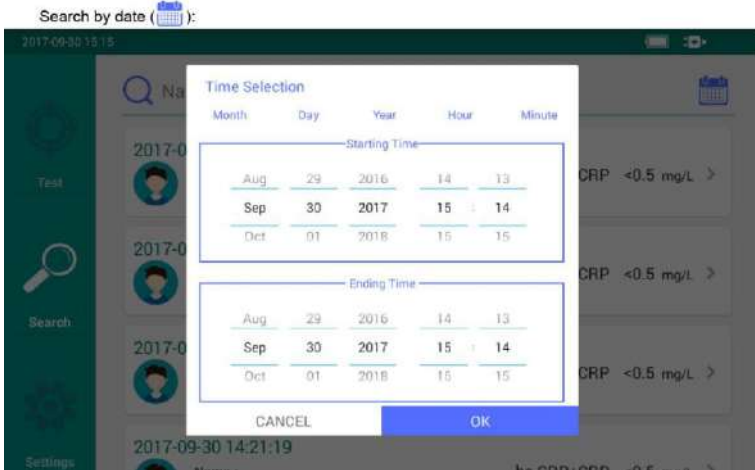 Search by date ( ):
2017-09-30 15:15
Na
Time Selection
Month Day Year Hour Minute
Starting Time
Aug 29 2016 14 13
Sep 30 2017 15 : 14
Oct 01 2018 16 15
Ending Time
Aug 29 2016 14 13
Sep 30 2017 15 : 14
Oct 01 2018 16 15
CANCEL OK
Test
Search
Settings
2017-0
CRP <0.5 mg/L >
2017-0
CRP <0.5 mg/L >
2017-0
CRP <0.5 mg/L >
2017-09-30 14:21:19